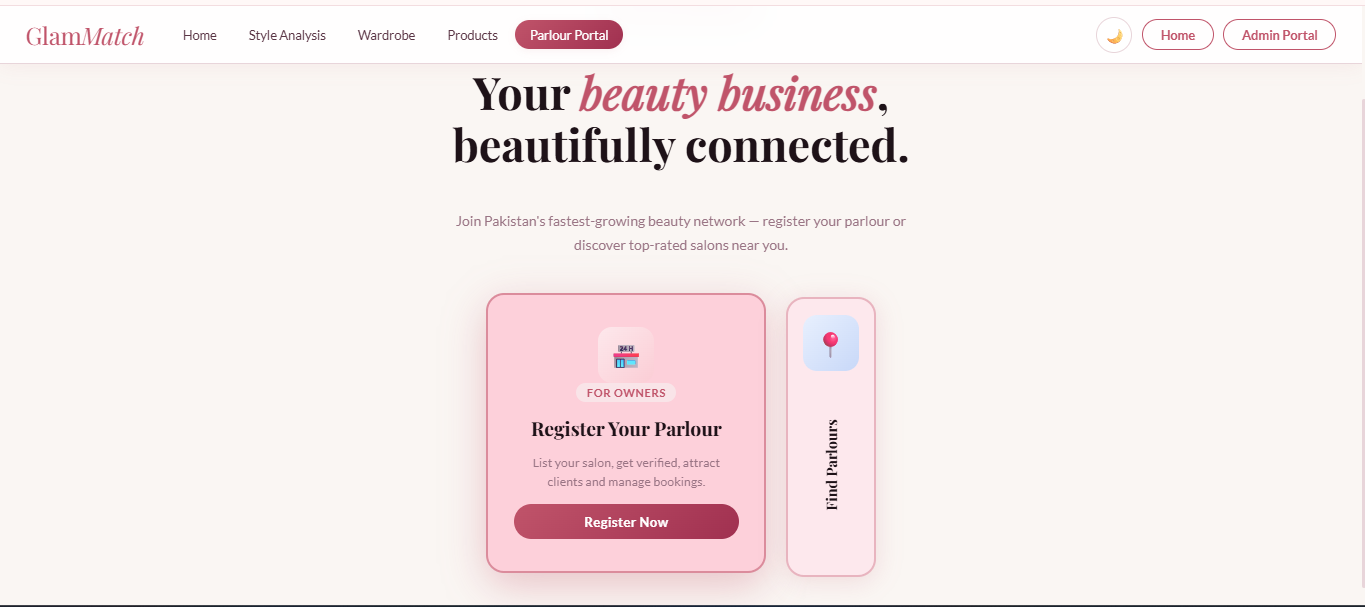 GlamMatch
Home
Style Analysis
Wardrobe
Products
Parlour Portal
Home
Admin Portal
Your beauty business,
beautifully connected.
Join Pakistan's fastest-growing beauty network — register your parlour or
discover top-rated salons near you.
24 H
FOR OWNERS
Register Your Parlour
List your salon, get verified, attract
clients and manage bookings.
Register Now
Find Parlours